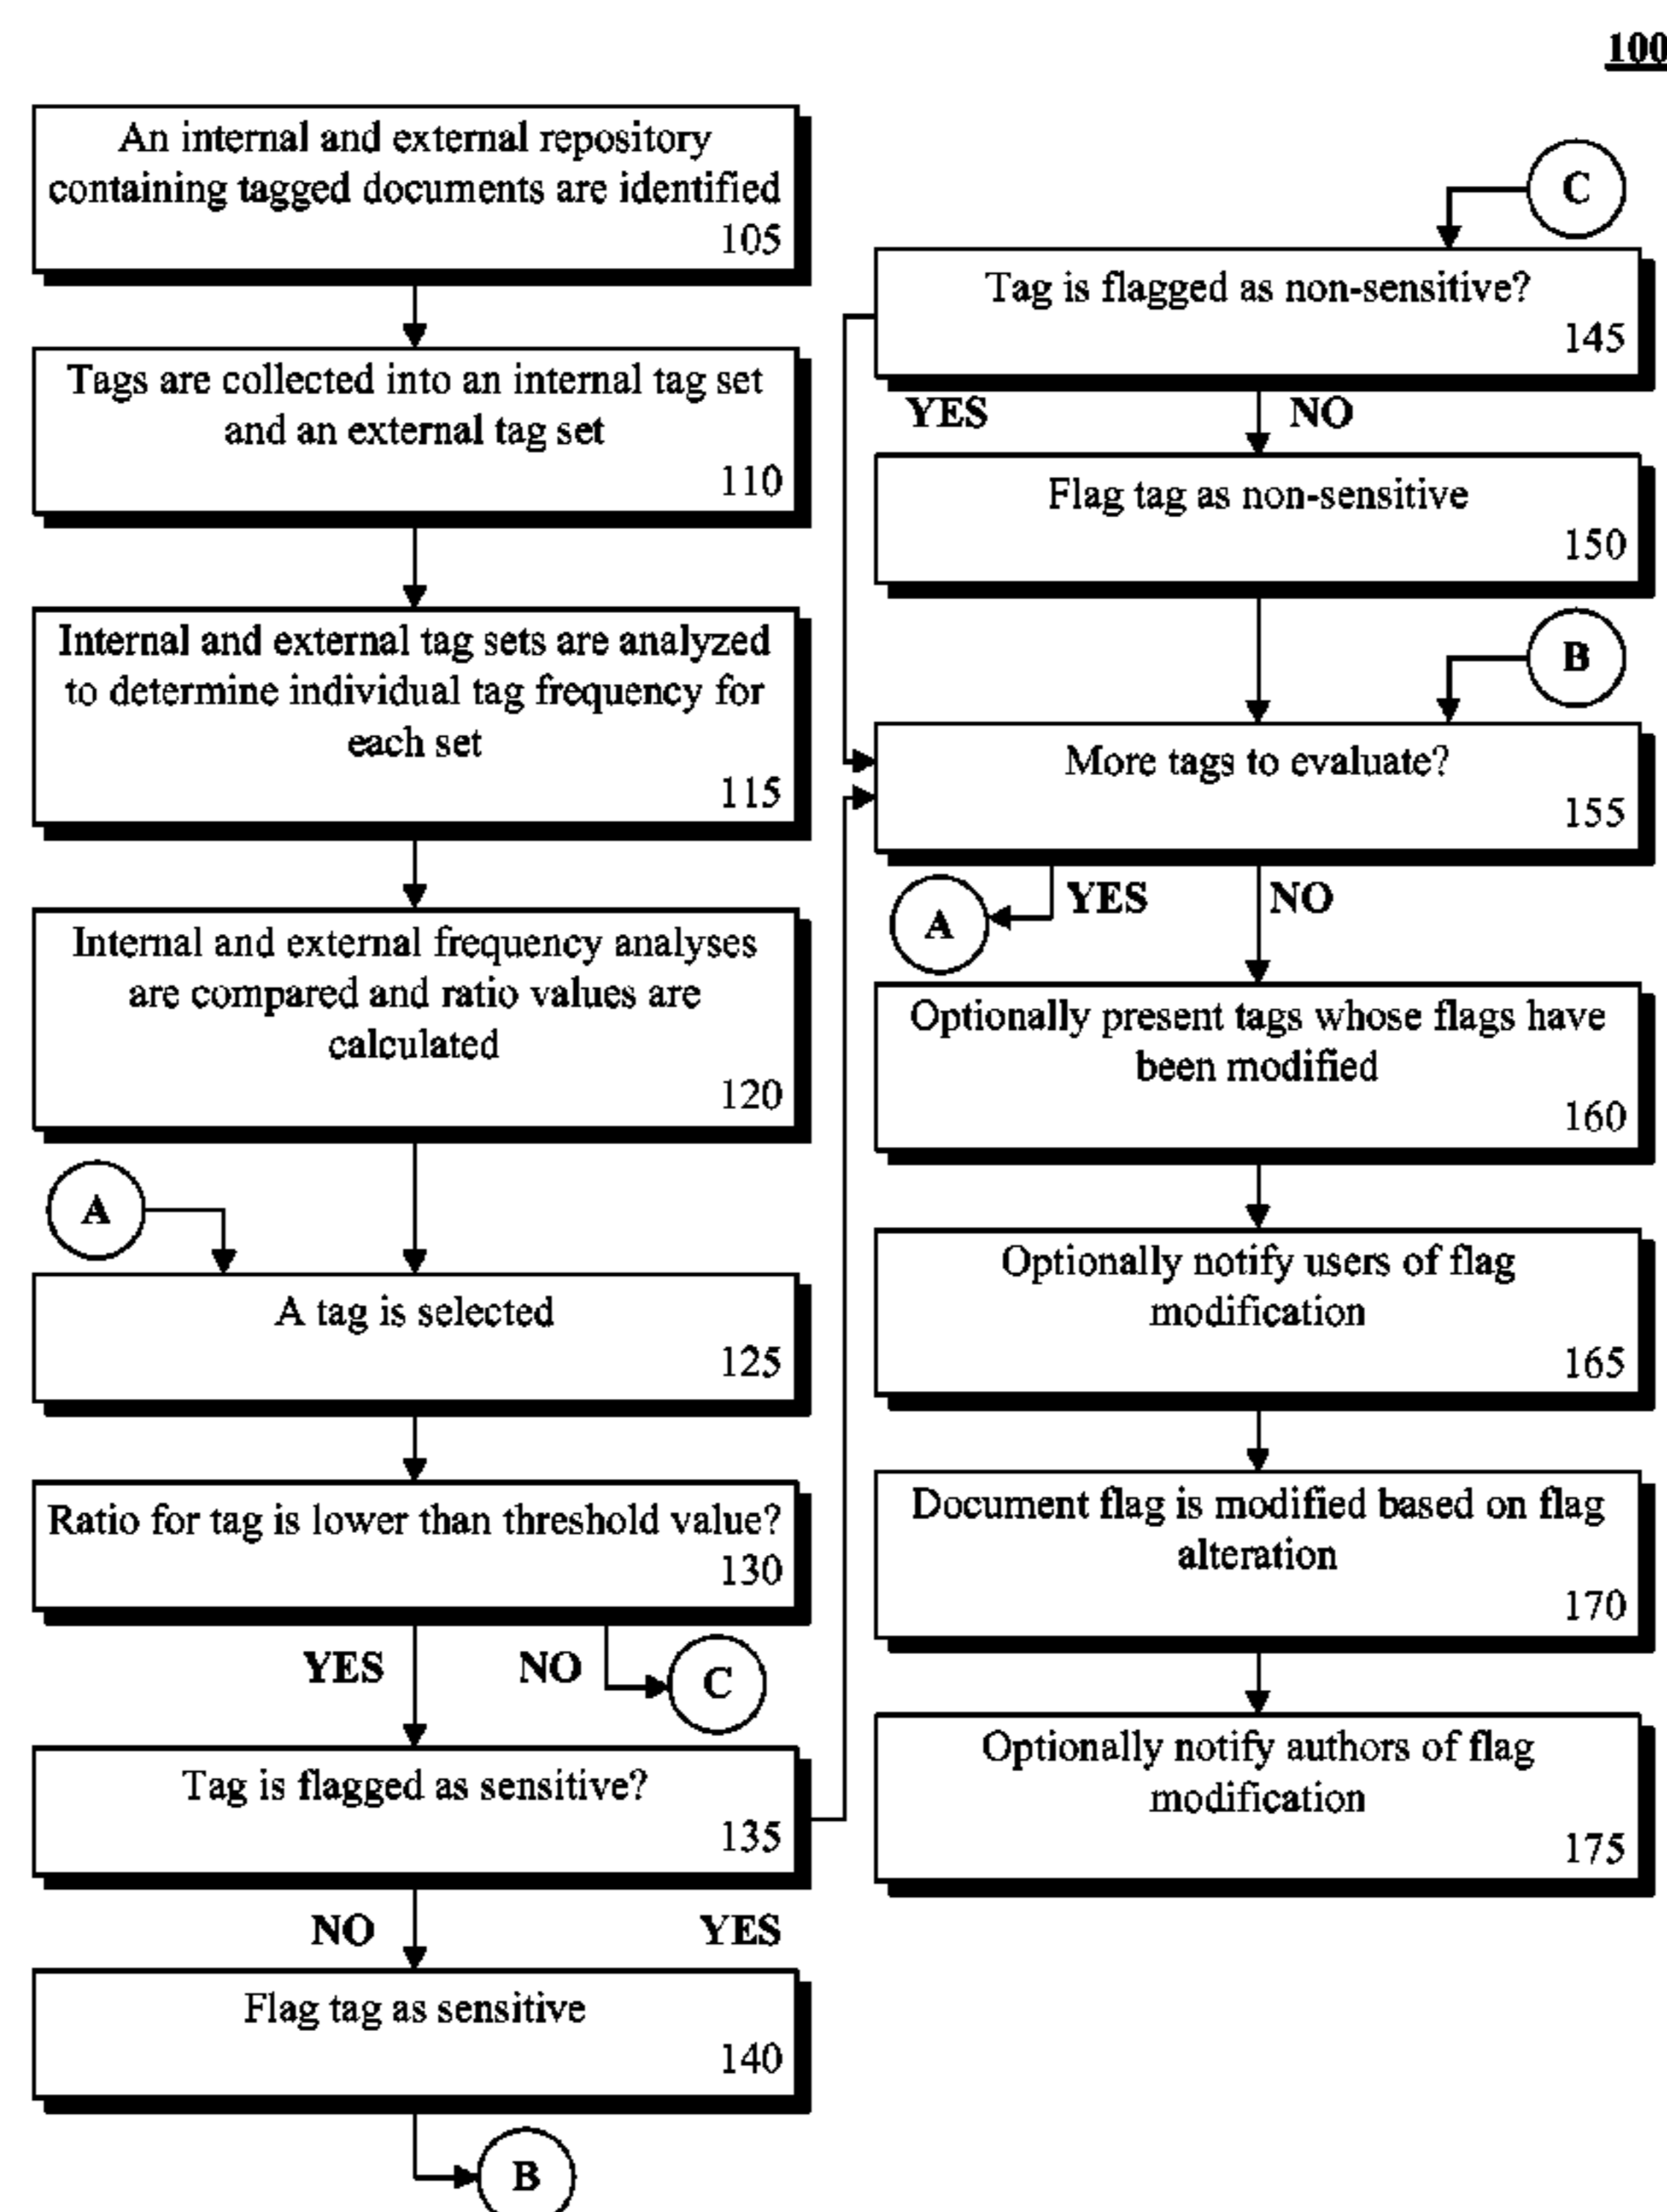 100
An internal and external repository
containing tagged documents are identified
105
Tags are collected into an internal tag set
and an external tag set
110
Internal and external tag sets are analyzed
to determine individual tag frequency for
each set
115
Internal and external frequency analyses
are compared and ratio values are
calculated
120
A
A tag is selected
125
Ratio for tag is lower than threshold value?
130
YES
NO
C
Tag is flagged as sensitive?
135
NO
YES
Flag tag as sensitive
140
B
C
Tag is flagged as non-sensitive?
145
YES
NO
Flag tag as non-sensitive
150
B
More tags to evaluate?
155
A
YES
NO
Optionally present tags whose flags have
been modified
160
Optionally notify users of flag
modification
165
Document flag is modified based on flag
alteration
170
Optionally notify authors of flag
modification
175